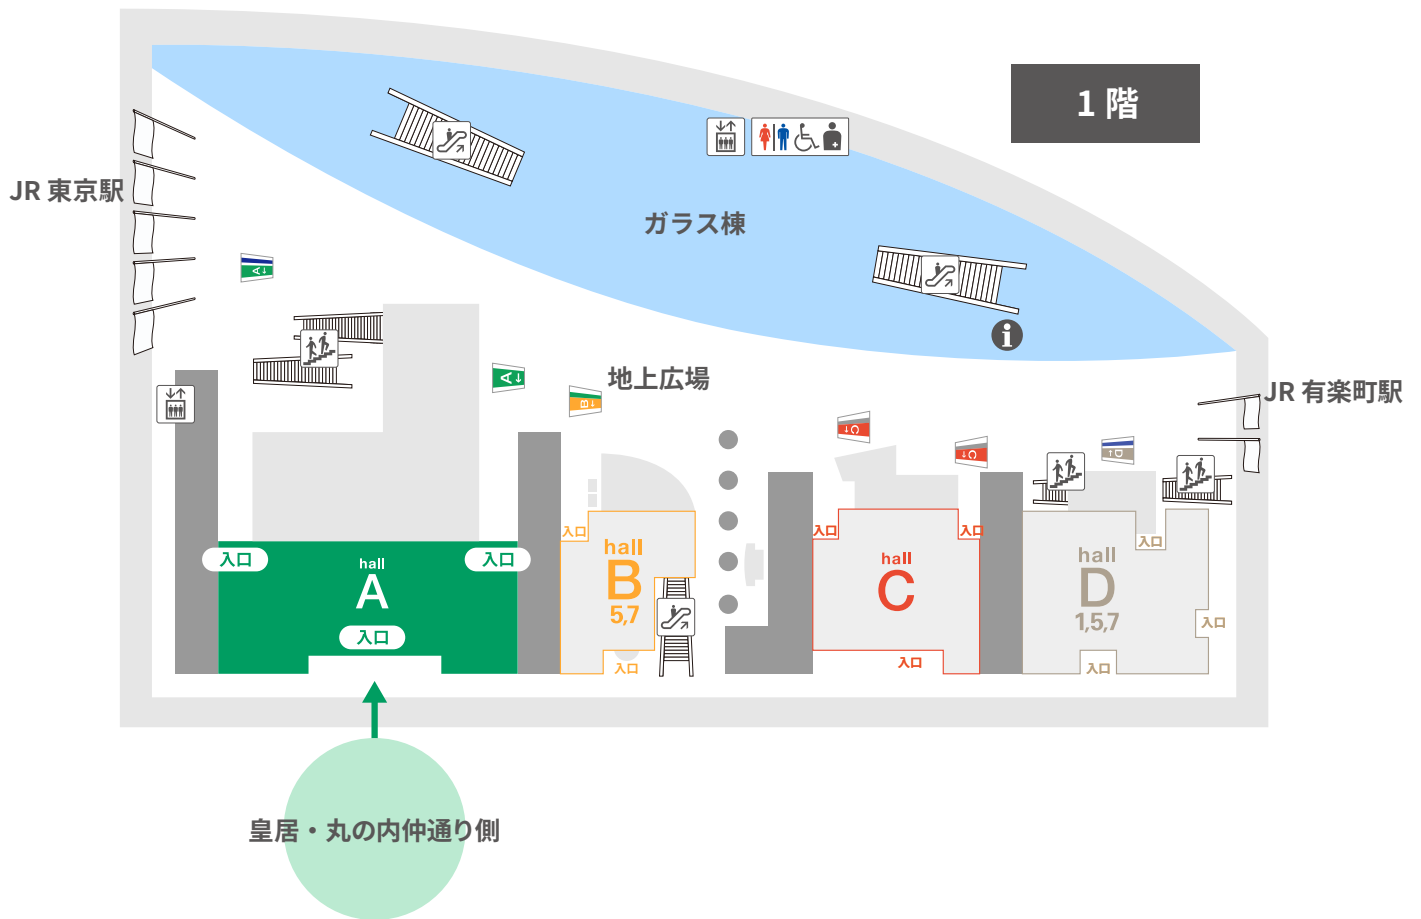 1 階
JR 東京駅
ガラス棟
A↓
地上広場
A↓
B↓
JR 有楽町駅
C↓
C↓
D↓
入口
入口
hall
A
入口
入口
hall
B
5,7
入口
入口
入口
hall
C
入口
入口
hall
D
1,5,7
入口
入口
皇居・丸の内仲通り側